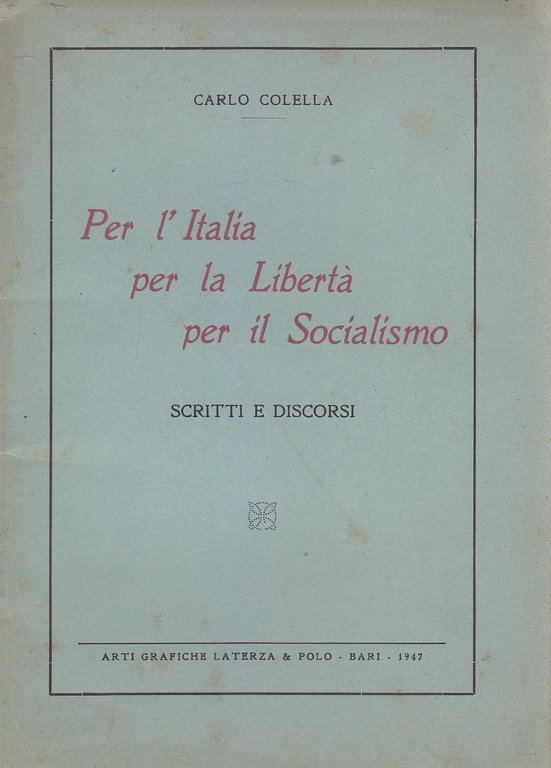 CARLO COLELLA
Per l'Italia
per la Libertà
per il Socialismo
SCRITTI E DISCORSI
ARTI GRAFICHE LATERZA & POLO - BARI - 1947